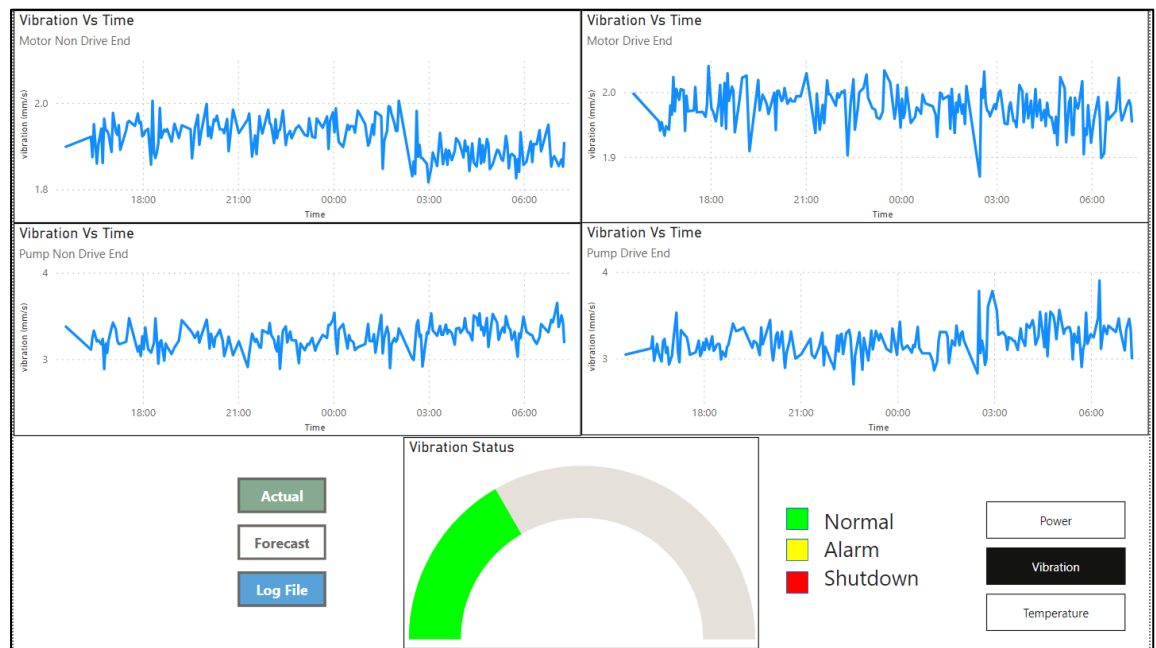 Vibration Vs Time
Motor Non Drive End
vibration (mm/s)
2.0
1.8
18:00 21:00 00:00 03:00 06:00
Time
Vibration Vs Time
Motor Drive End
vibration (mm/s)
2.0
1.9
18:00 21:00 00:00 03:00 06:00
Time
Vibration Vs Time
Pump Non Drive End
vibration (mm/s)
4
3
18:00 21:00 00:00 03:00 06:00
Time
Vibration Vs Time
Pump Drive End
vibration (mm/s)
4
3
18:00 21:00 00:00 03:00 06:00
Time
Actual
Forecast
Log File
Vibration Status
Normal
Alarm
Shutdown
Power
Vibration
Temperature